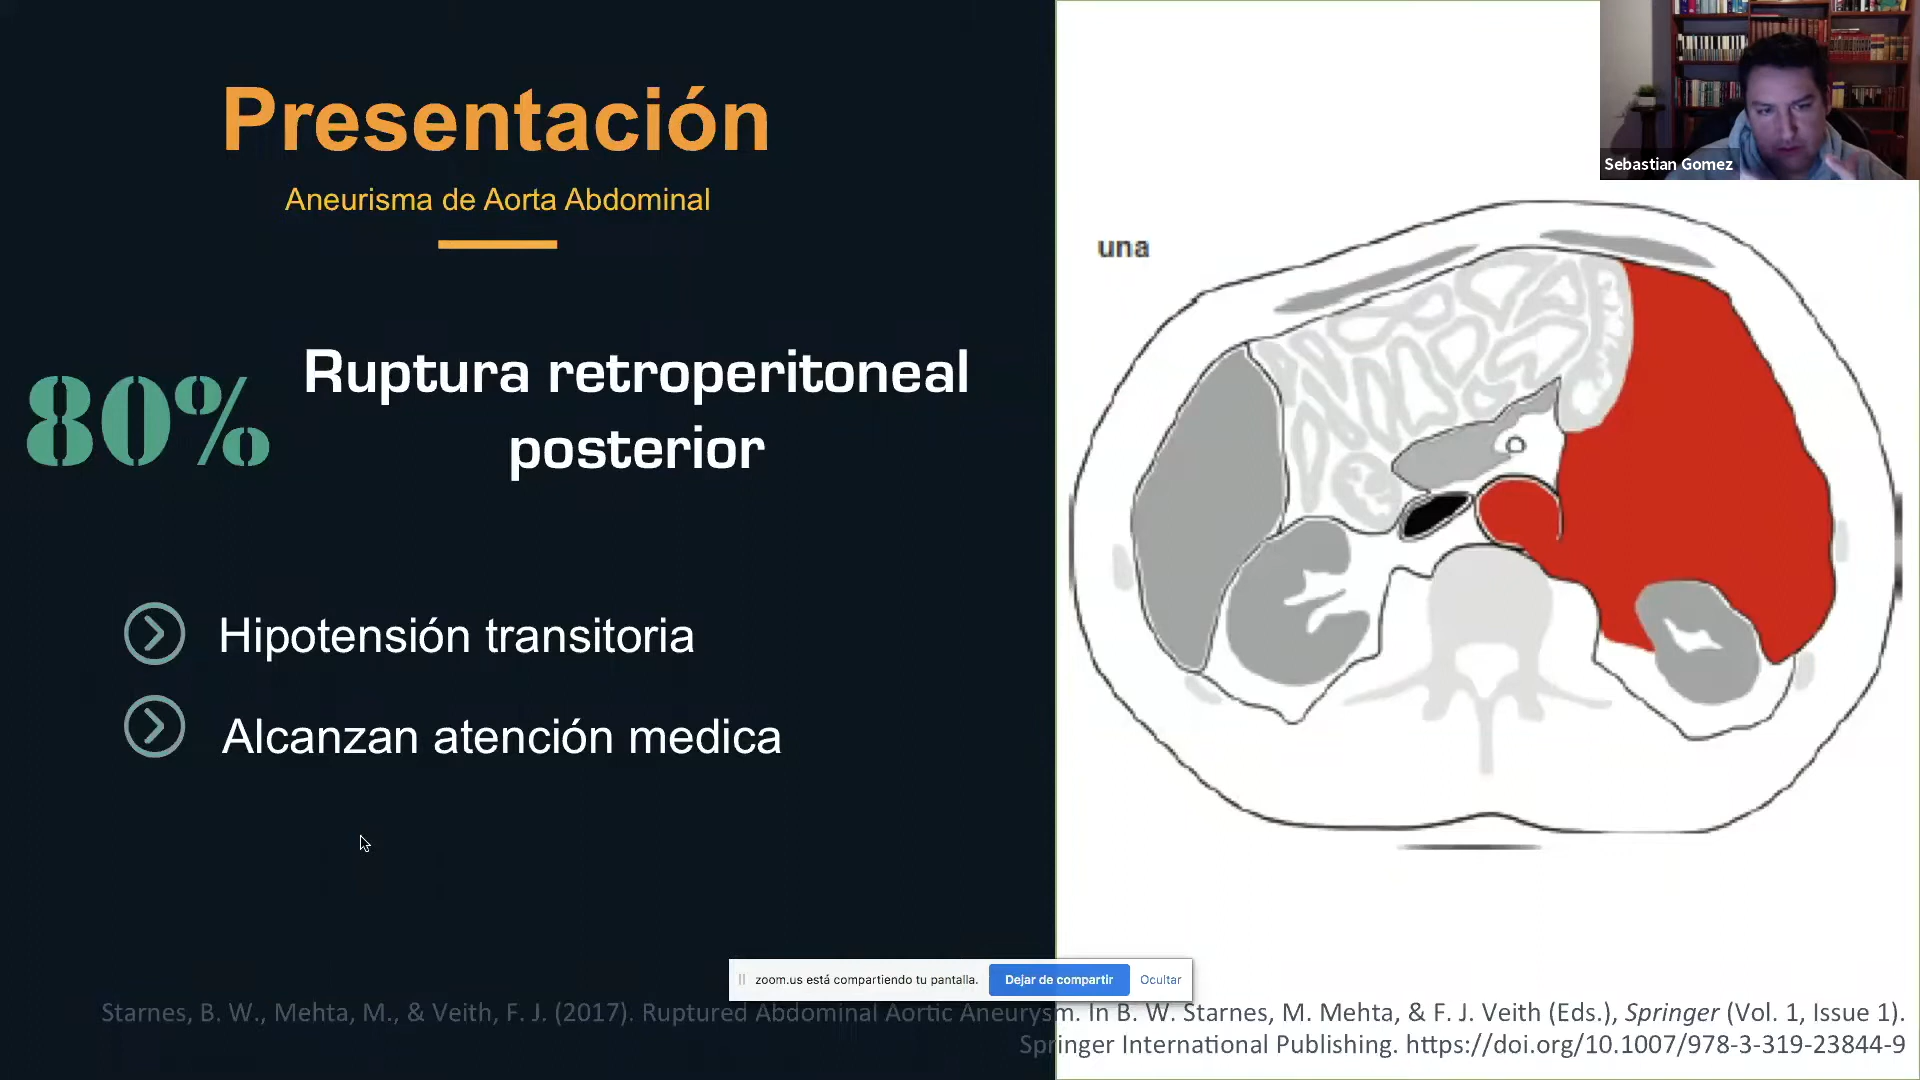 Presentación
Aneurisma de Aorta Abdominal
80%
Ruptura retroperitoneal
posterior
Hipotensión transitoria
Alcanzan atención medica
una
Sebastian Gomez
zoom.us está compartiendo tu pantalla.
Dejar de compartir
Ocultar
Starnes, B. W., Mehta, M., & Veith, F. J. (2017). Ruptured Abdominal Aortic Aneurysm. In B. W. Starnes, M. Mehta, & F. J. Veith (Eds.), Springer (Vol. 1, Issue 1).
Springer International Publishing. https://doi.org/10.1007/978-3-319-23844-9